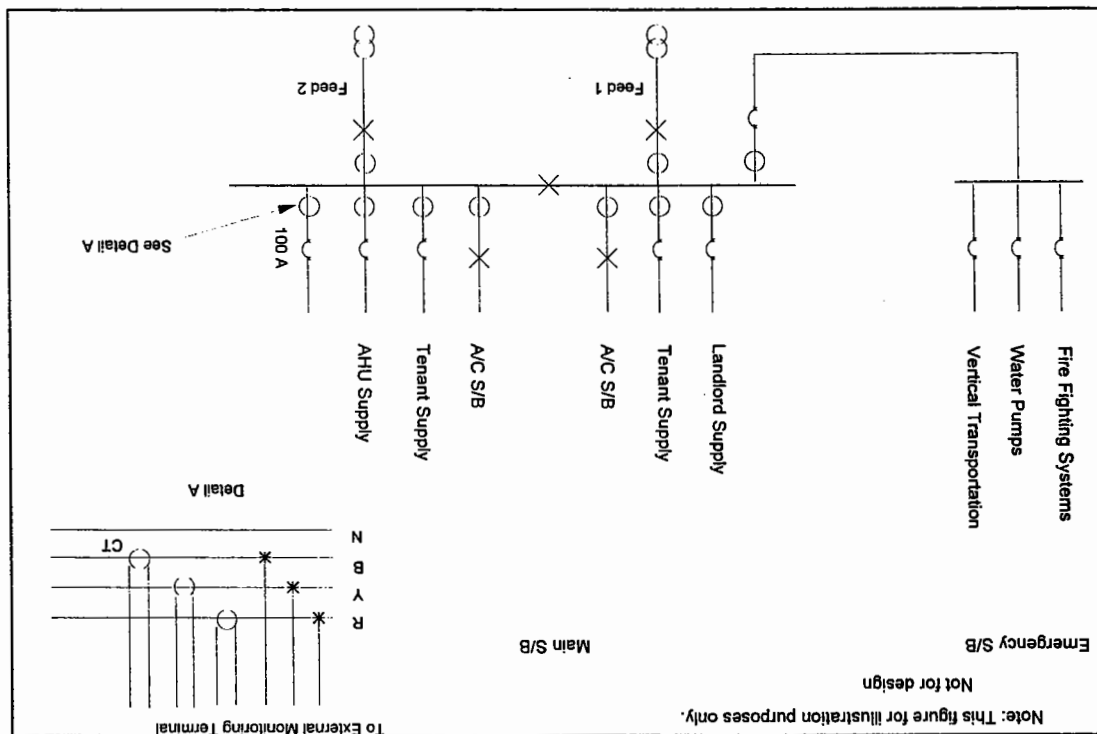 Note: This figure for illustration purposes only.
Not for design
Emergency S/B
Main S/B
To External Monitoring Terminal
R
Y
B
N
CT
Detail A
Fire Fighting Systems
Water Pumps
Vertical Transportation
Landlord Supply
Tenant Supply
A/C S/B
A/C S/B
Tenant Supply
AHU Supply
100 A
See Detail A
Feed 1
Feed 2